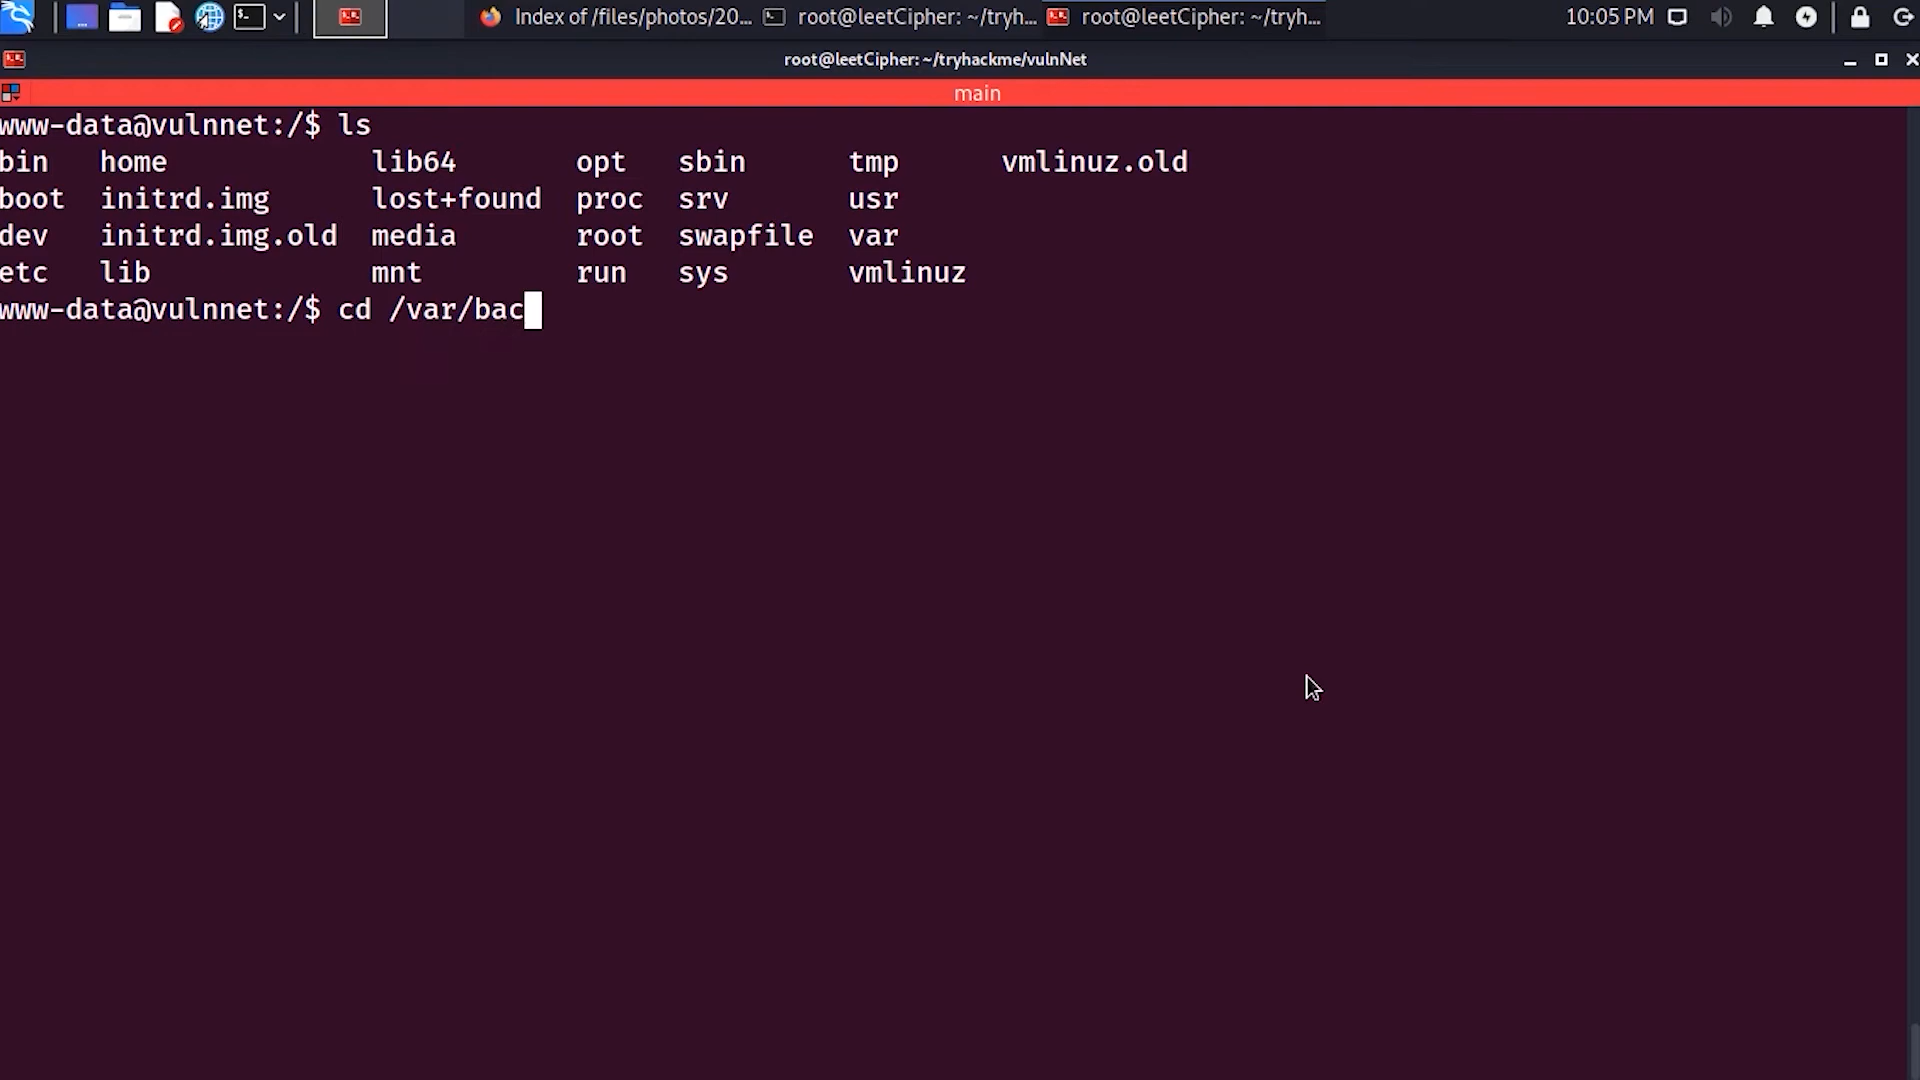 Index of /files/photos/20... root@leetCipher: ~/tryh... root@leetCipher: ~/tryh... 10:05 PM
root@leetCipher: ~/tryhackme/vulnNet
main
www-data@vulnnet:/$ ls
bin home lib64 opt sbin tmp vmlinuz.old
boot initrd.img lost+found proc srv usr
dev initrd.img.old media root swapfile var
etc lib mnt run sys vmlinuz
www-data@vulnnet:/$ cd /var/bac